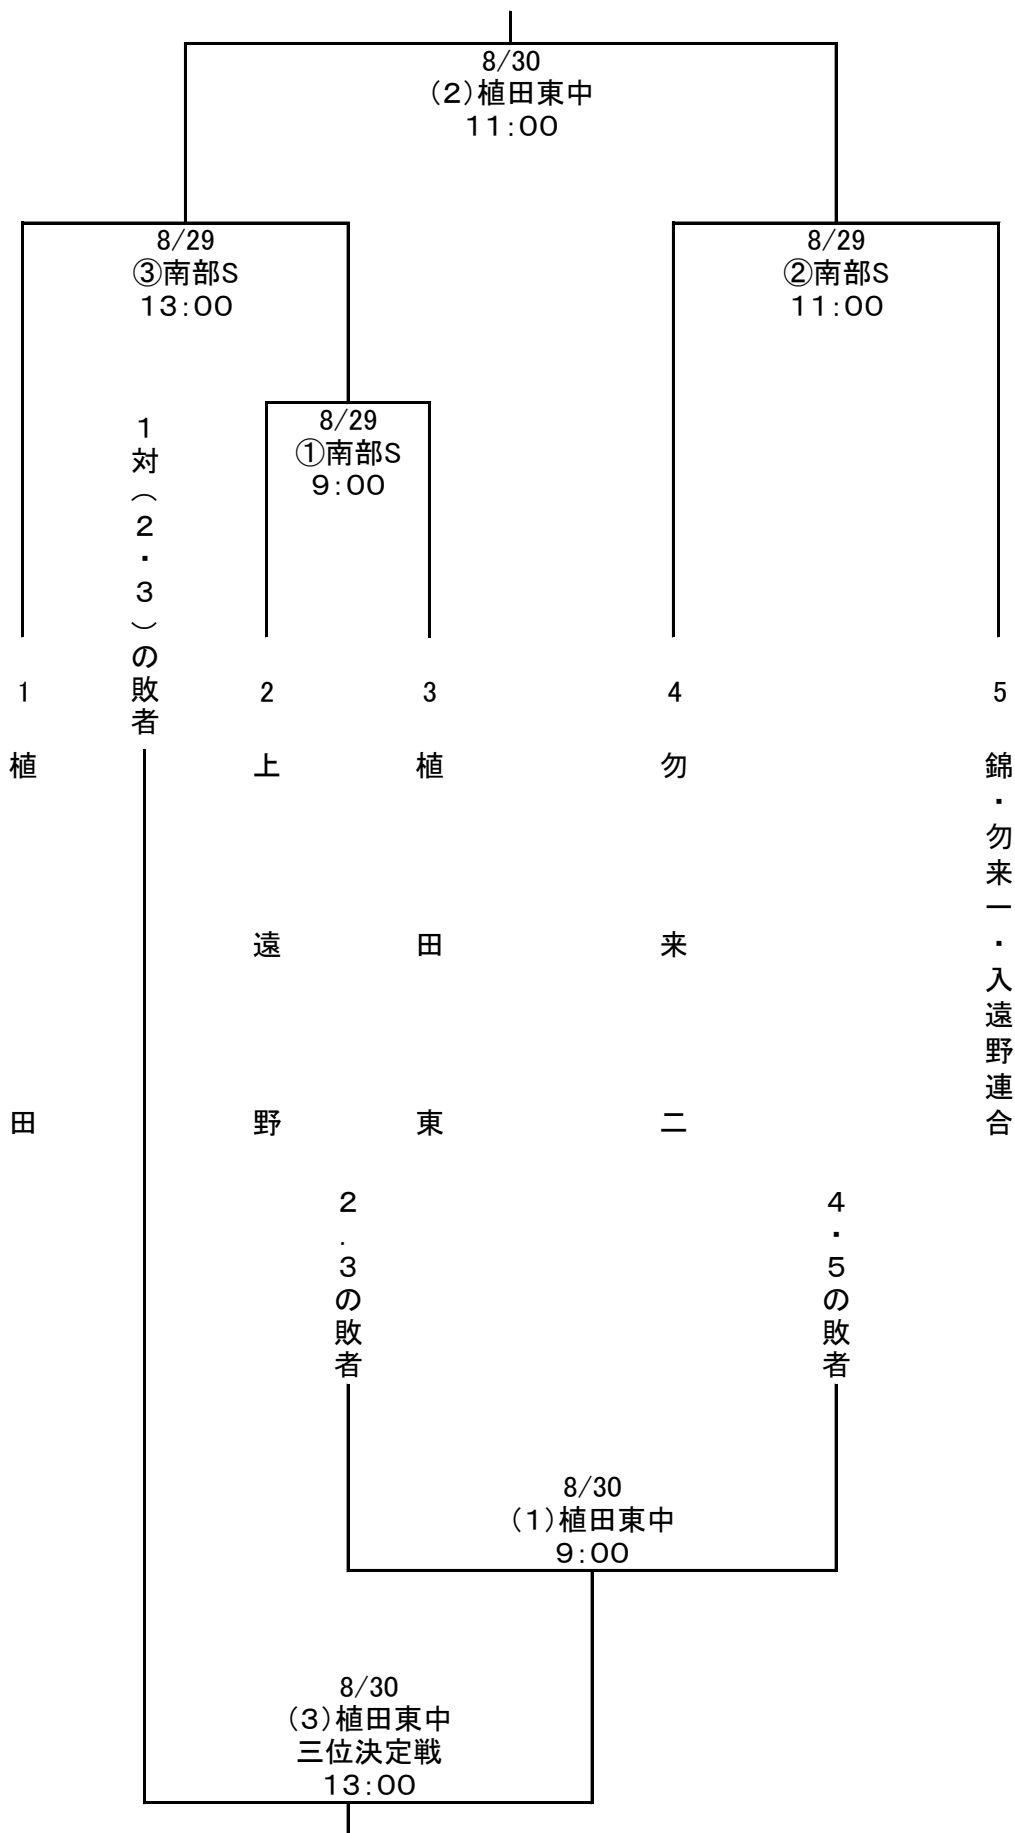 8/30
（２）植田東中
１１：００
8/29
③南部S
１３：００
8/29
②南部S
１１：００
8/29
①南部S
９：００
１対（２・３）の敗者
1
2
3
4
5
植田
上遠野
植田東
勿来二
錦・勿来一・入遠野連合
２．３の敗者
４・５の敗者
8/30
（１）植田東中
９：００
8/30
（３）植田東中
三位決定戦
１３：００